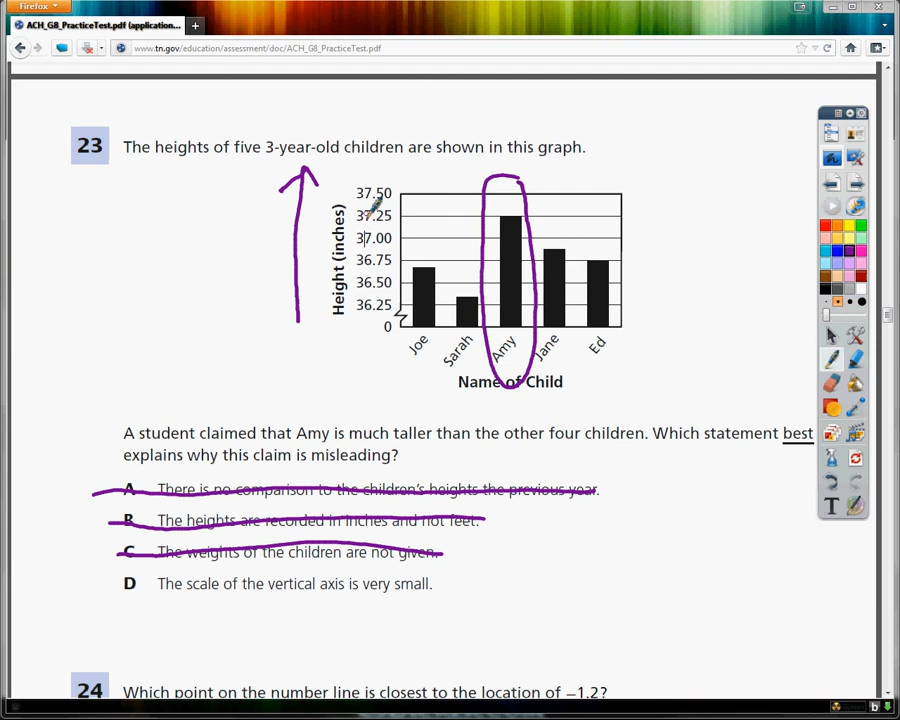 Firefox
ACH_G8_PracticeTest.pdf (application...
www.tn.gov/education/assessment/doc/ACH_G8_PracticeTest.pdf
23 The heights of five 3-year-old children are shown in this graph.
Height (inches)
37.50
37.25
37.00
36.75
36.50
36.25
0
Joe Sarah Amy Jane Ed
Name of Child
A student claimed that Amy is much taller than the other four children. Which statement best
explains why this claim is misleading?
A There is no comparison to the children's heights the previous year.
B The heights are recorded in inches and not feet.
C The weights of the children are not given.
D The scale of the vertical axis is very small.
24 Which point on the number line is closest to the location of −1.2?